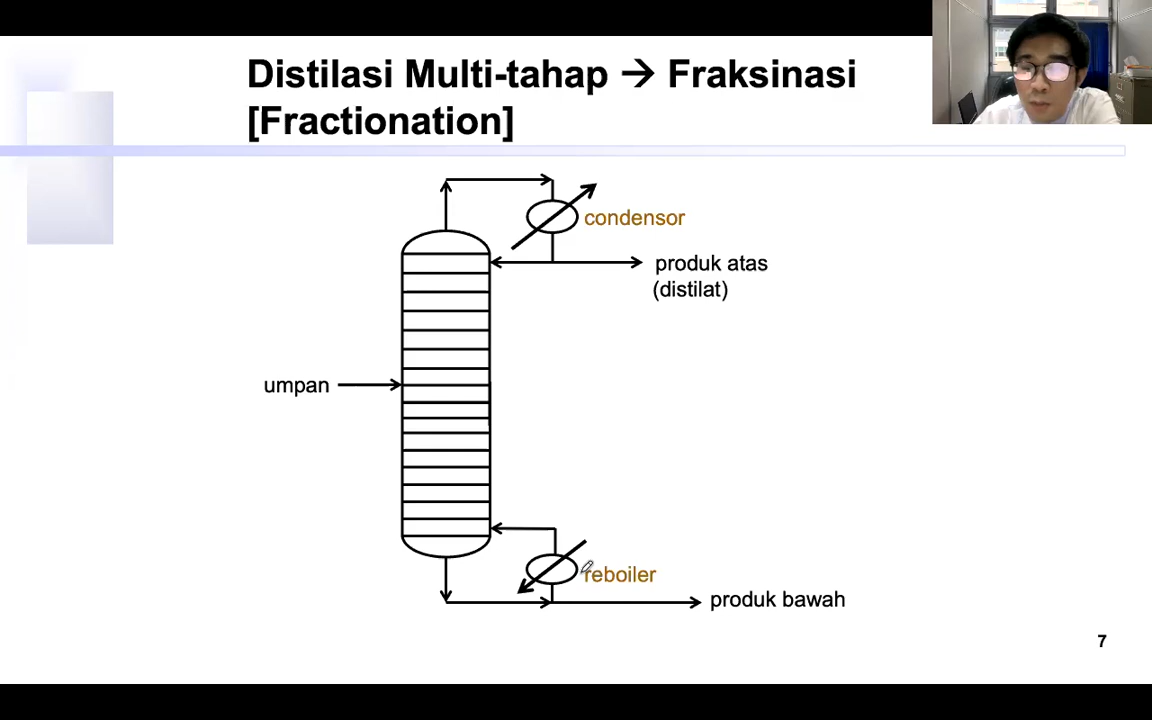 Distilasi Multi-tahap → Fraksinasi
[Fractionation]
condensor
produk atas
(distilat)
umpan
reboiler
produk bawah
7